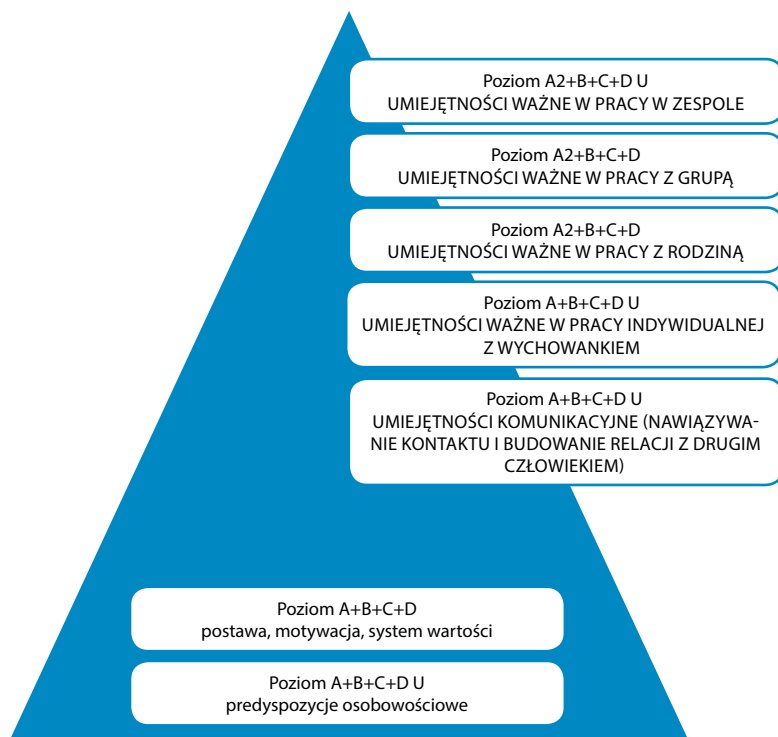 Poziom A2+B+C+D U
UMIEJĘTNOŚCI WAŻNE W PRACY W ZESPOLE
Poziom A2+B+C+D
UMIEJĘTNOŚCI WAŻNE W PRACY Z GRUPĄ
Poziom A2+B+C+D
UMIEJĘTNOŚCI WAŻNE W PRACY Z RODZINĄ
Poziom A+B+C+D U
UMIEJĘTNOŚCI WAŻNE W PRACY INDYWIDUALNEJ
Z WYCHOWANKIEM
Poziom A+B+C+D U
UMIEJĘTNOŚCI KOMUNIKACYJNE (NAWIĄZYWA-
NIE KONTAKTU I BUDOWANIE RELACJI Z DRUGIM
CZŁOWIEKIEM)
Poziom A+B+C+D
postawa, motywacja, system wartości
Poziom A+B+C+D U
predyspozycje osobowościowe